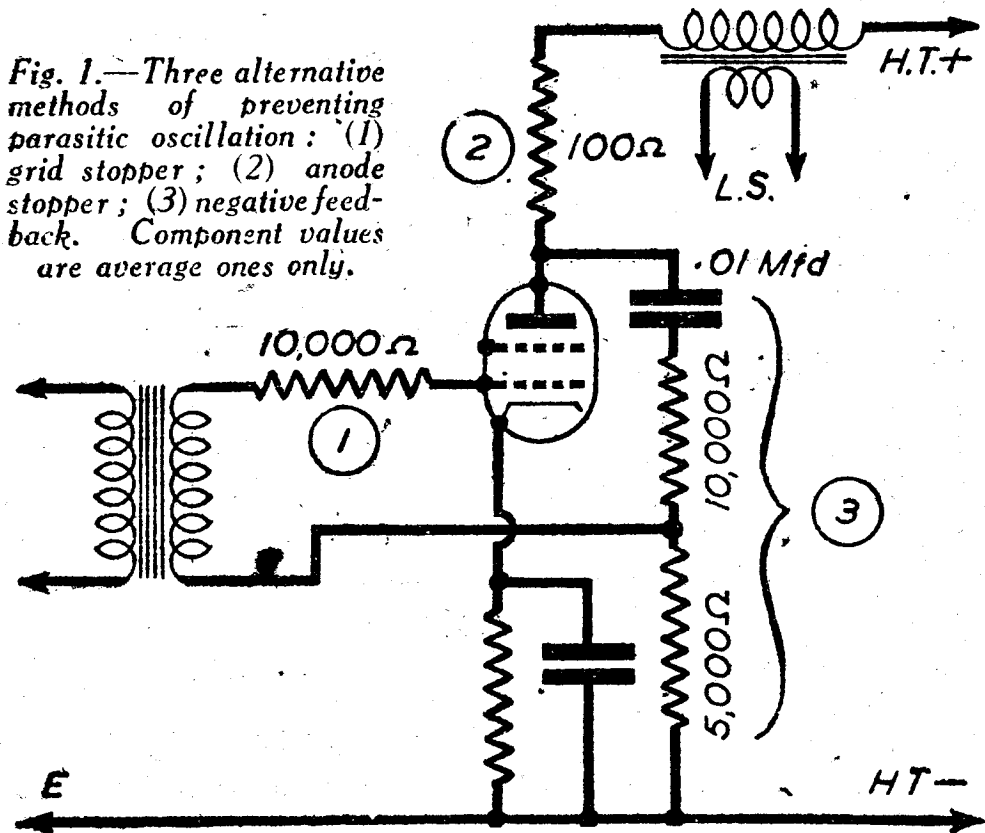 Fig. 1.—Three alternative
methods of preventing
parasitic oscillation: (1)
grid stopper; (2) anode
stopper; (3) negative feed-
back. Component values
are average ones only.
H.T.+
2
100Ω
L.S.
.01 Mfd
10,000Ω
1
10,000Ω
3
5,000Ω
E
HT—